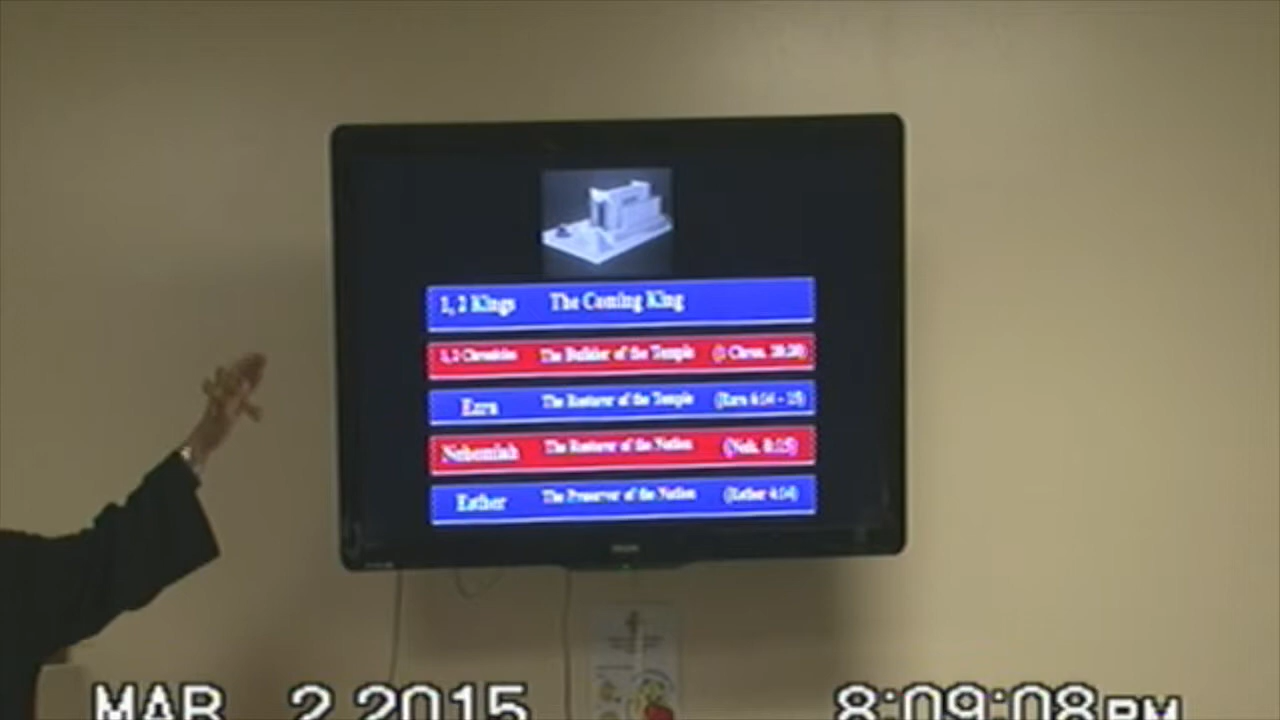 1, 2 Kings The Coming King
1, 2 Chronicles The Builder of the Temple (1 Chron. 28:20)
Ezra The Restorer of the Temple (Ezra 6:14 - 15)
Nehemiah The Restorer of the Nation (Neh. 8:15)
Esther The Preserver of the Nation (Esther 4:14)
MAR 2 2015 8:09:08PM